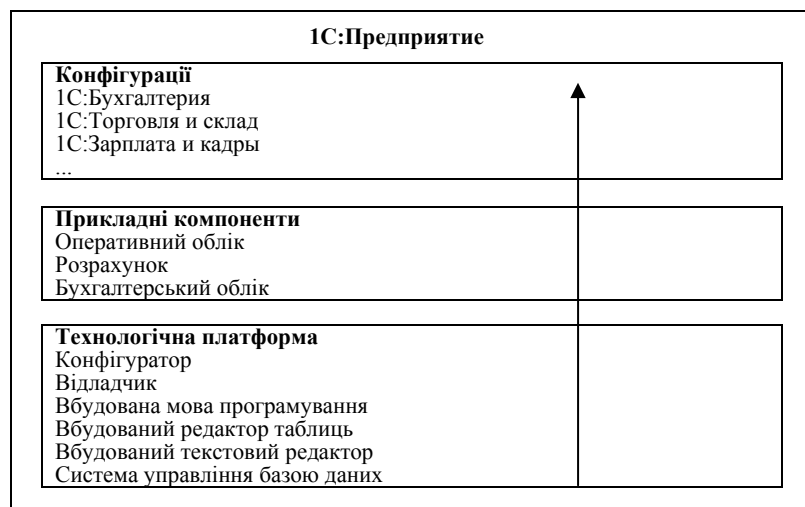 1С:Предприятие
Конфігурації
1С:Бухгалтерия
1С:Торговля и склад
1С:Зарплата и кадры
...
Прикладні компоненти
Оперативний облік
Розрахунок
Бухгалтерський облік
Технологічна платформа
Конфігуратор
Відладчик
Вбудована мова програмування
Вбудований редактор таблиць
Вбудований текстовий редактор
Система управління базою даних